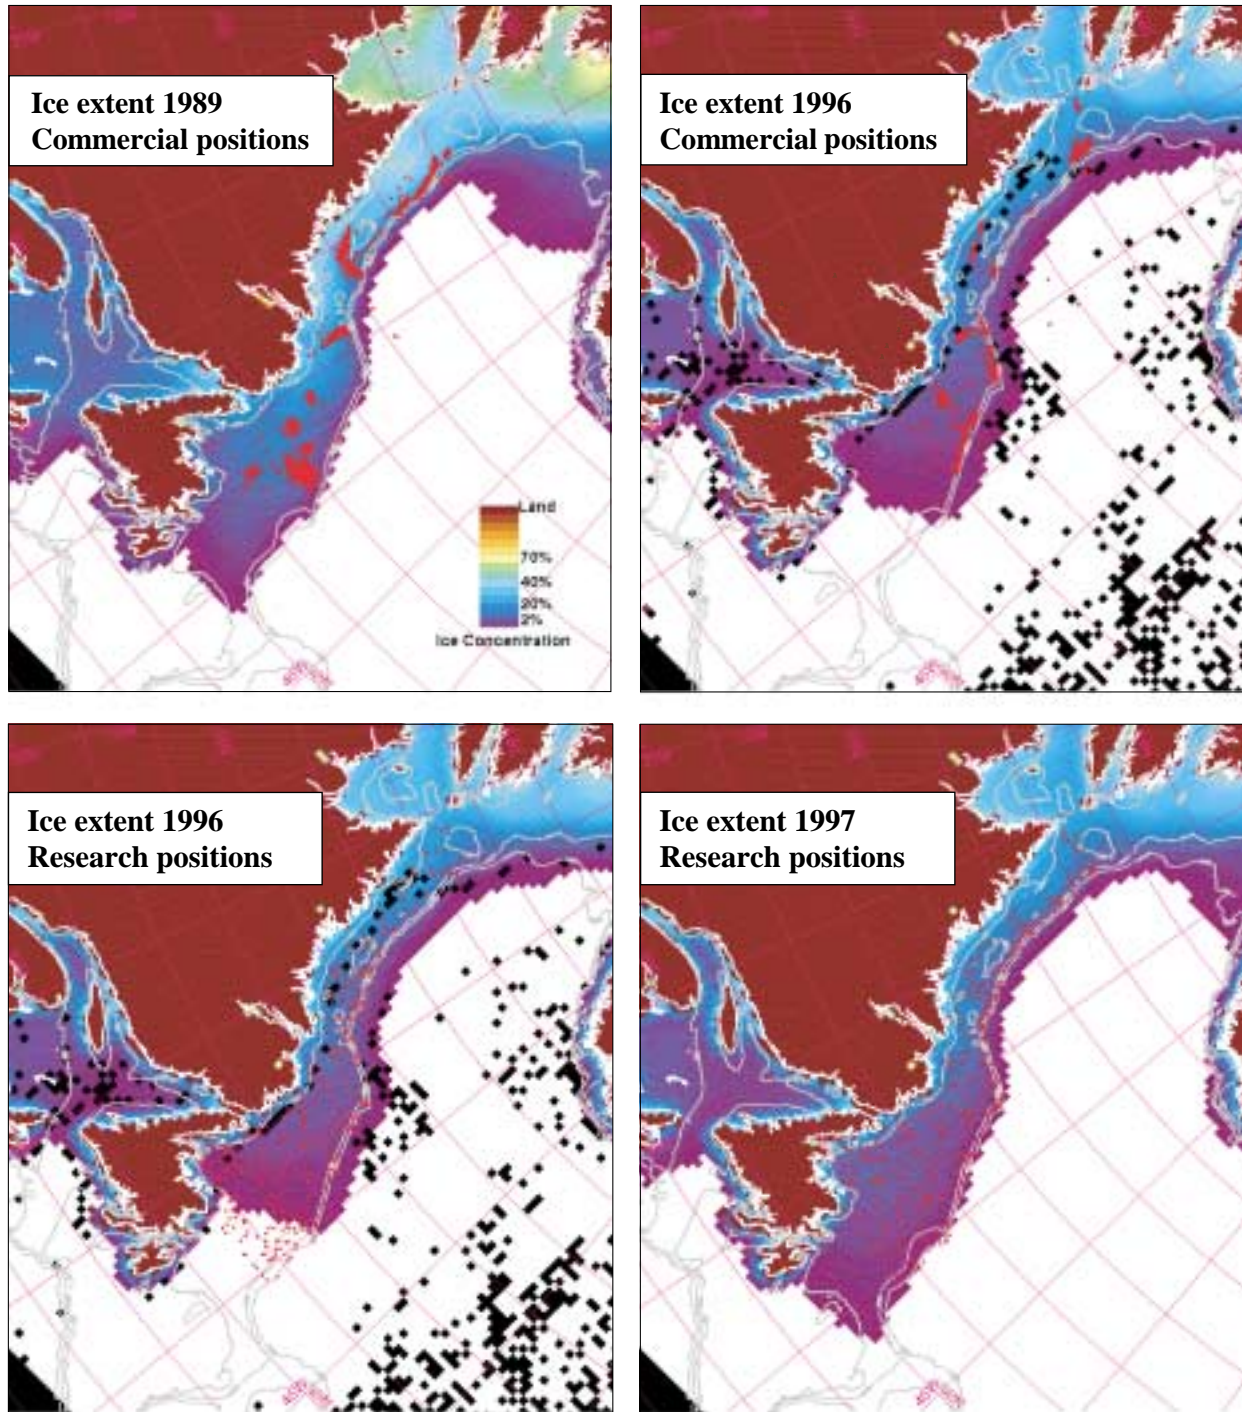 Ice extent 1989
Commercial positions
Ice extent 1996
Commercial positions
Land
70%
40%
20%
2%
Ice Concentration
Ice extent 1996
Research positions
Ice extent 1997
Research positions